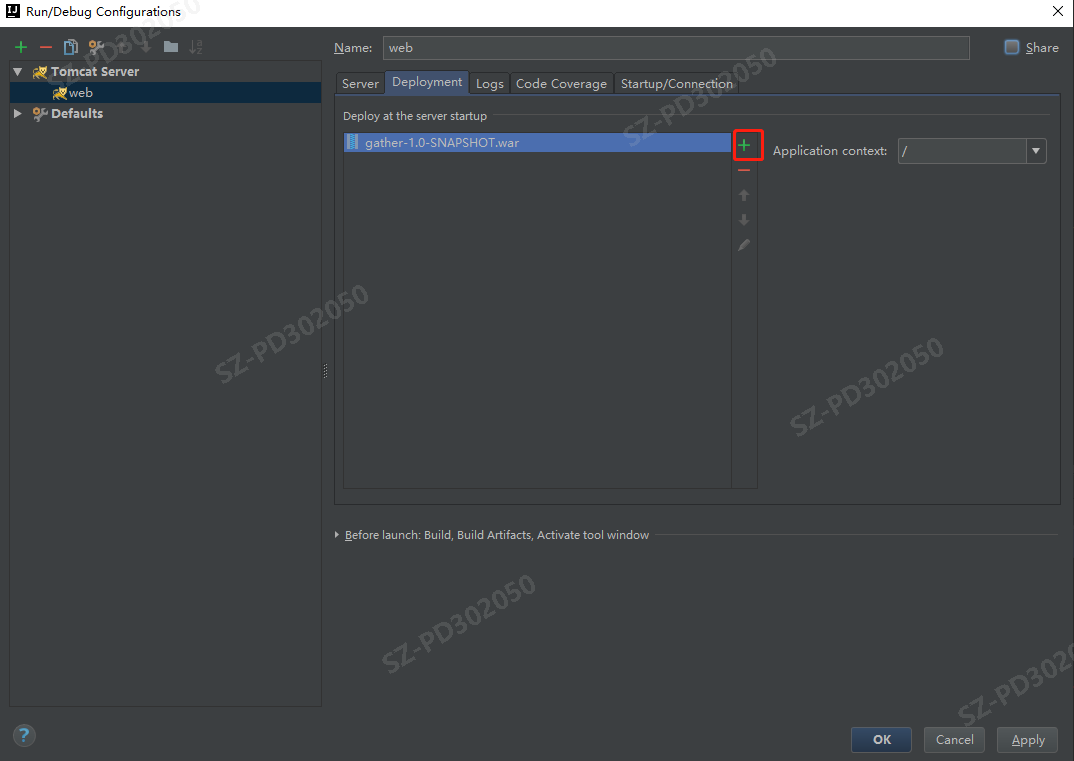 Run/Debug Configurations
Name: web
Share
Tomcat Server
web
Defaults
Server Deployment Logs Code Coverage Startup/Connection
Deploy at the server startup
gather-1.0-SNAPSHOT.war
Application context: /
Before launch: Build, Build Artifacts, Activate tool window
? OK Cancel Apply
SZ-PD302050
SZ-PD302050
SZ-PD302050
SZ-PD302050
SZ-PD302050
SZ-PD302050